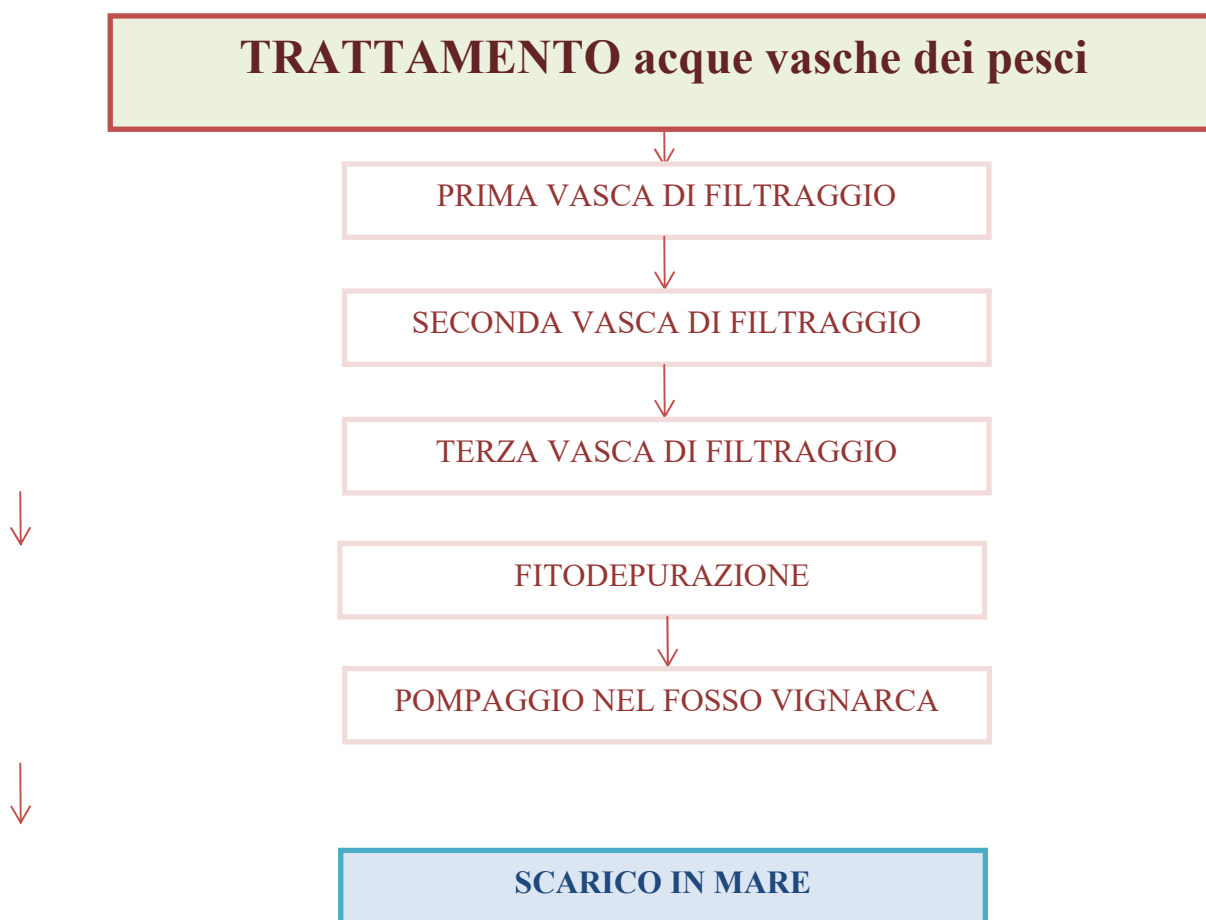 TRATTAMENTO acque vasche dei pesci
PRIMA VASCA DI FILTRAGGIO
SECONDA VASCA DI FILTRAGGIO
TERZA VASCA DI FILTRAGGIO
FITODEPURAZIONE
POMPAGGIO NEL FOSSO VIGNARCA
SCARICO IN MARE